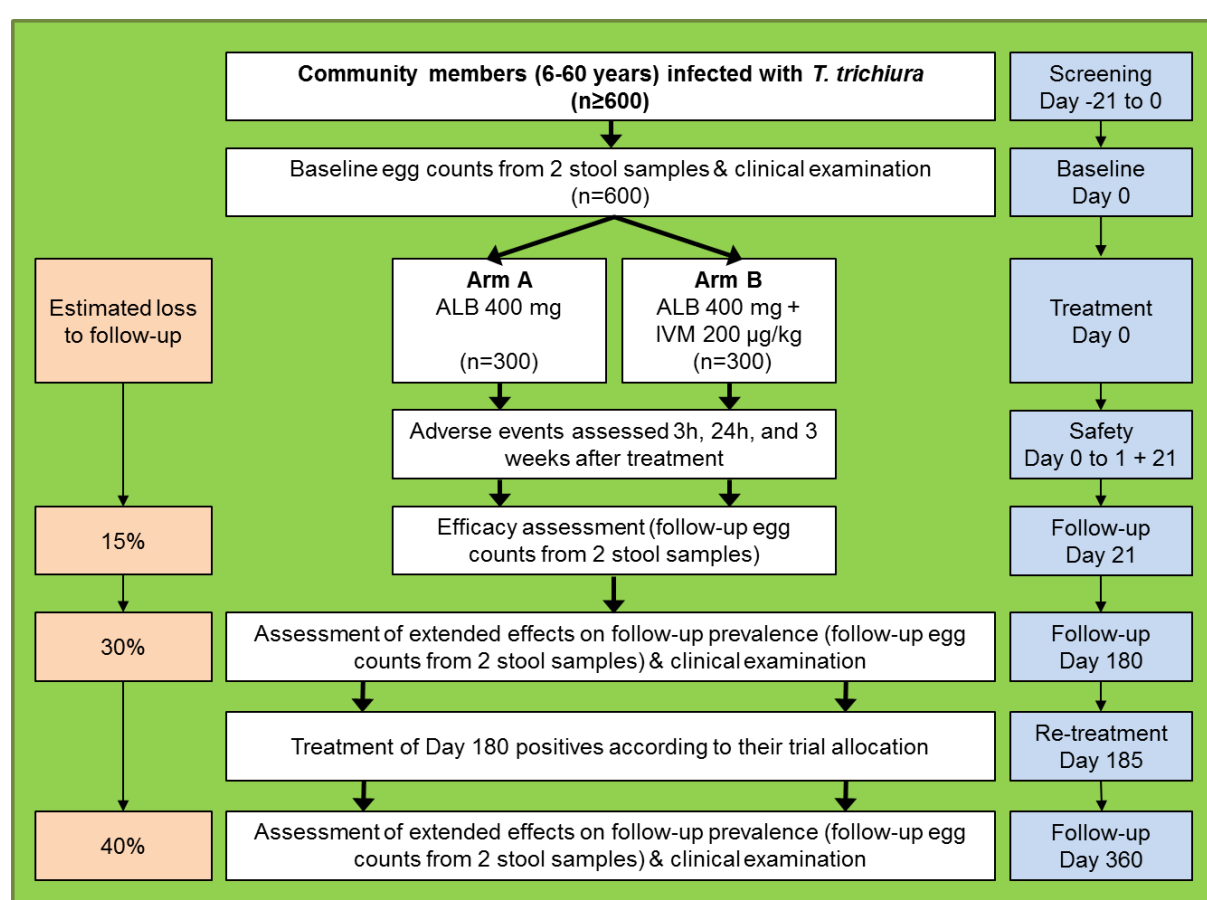 Community members (6-60 years) infected with T. trichiura
(n≥600)
Screening
Day -21 to 0
Baseline egg counts from 2 stool samples & clinical examination
(n=600)
Baseline
Day 0
Estimated loss
to follow-up
Arm A
ALB 400 mg
(n=300)
Arm B
ALB 400 mg +
IVM 200 µg/kg
(n=300)
Treatment
Day 0
Adverse events assessed 3h, 24h, and 3
weeks after treatment
Safety
Day 0 to 1 + 21
15%
Efficacy assessment (follow-up egg
counts from 2 stool samples)
Follow-up
Day 21
30%
Assessment of extended effects on follow-up prevalence (follow-up egg
counts from 2 stool samples) & clinical examination
Follow-up
Day 180
Treatment of Day 180 positives according to their trial allocation
Re-treatment
Day 185
40%
Assessment of extended effects on follow-up prevalence (follow-up egg
counts from 2 stool samples) & clinical examination
Follow-up
Day 360